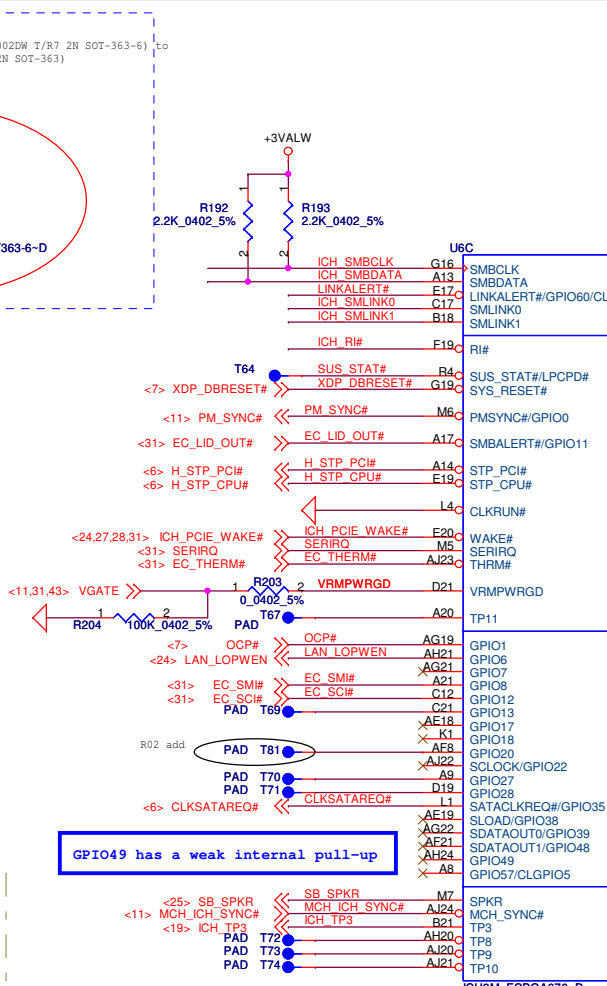 02DW T/R7 2N SOT-363-6) to
2N SOT-363)
363-6~D
+3VALW
R192
2.2K_0402_5%
R193
2.2K_0402_5%
1
1
2
2
U6C
ICH_SMBCLK G16 SMBCLK
ICH_SMBDATA A13 SMBDATA
LINKALERT# E17 LINKALERT#/GPIO60/CL
ICH_SMLINK0 C17 SMLINK0
ICH_SMLINK1 B18 SMLINK1
ICH_RI# F19 RI#
T64 SUS_STAT# R4 SUS_STAT#/LPCPD#
<7> XDP_DBRESET# XDP_DBRESET# G19 SYS_RESET#
<11> PM_SYNC# PM_SYNC# M6 PMSYNC#/GPIO0
<31> EC_LID_OUT# EC_LID_OUT# A17 SMBALERT#/GPIO11
<6> H_STP_PCI# H_STP_PCI# A14 STP_PCI#
<6> H_STP_CPU# H_STP_CPU# E19 STP_CPU#
L4 CLKRUN#
<24,27,28,31> ICH_PCIE_WAKE# ICH_PCIE_WAKE# E20 WAKE#
<31> SERIRQ SERIRQ M5 SERIRQ
<31> EC_THERM# EC_THERM# AJ23 THRM#
<11,31,43> VGATE 1 R203 2 VRMPWRGD D21 VRMPWRGD
0_0402_5%
1 2
R204 100K_0402_5%
PAD T67 A20 TP11
<7> OCP# OCP# AG19 GPIO1
<24> LAN_LOPWEN LAN_LOPWEN AH21 GPIO6
AG21 GPIO7
<31> EC_SMI# EC_SMI# A21 GPIO8
<31> EC_SCI# EC_SCI# C12 GPIO12
PAD T69 C21 GPIO13
AE18 GPIO17
K1 GPIO18
R02 add PAD T81 AF8 GPIO20
AJ22 SCLOCK/GPIO22
PAD T70 A9 GPIO27
PAD T71 D19 GPIO28
<6> CLKSATAREQ# CLKSATAREQ# L1 SATACLKREQ#/GPIO35
AE19 SLOAD/GPIO38
AG22 SDATAOUT0/GPIO39
AF21 SDATAOUT1/GPIO48
AH24 GPIO49
A8 GPIO57/CLGPIO5
GPIO49 has a weak internal pull-up
<25> SB_SPKR SB_SPKR M7 SPKR
<11> MCH_ICH_SYNC# MCH_ICH_SYNC# AJ24 MCH_SYNC#
<19> ICH_TP3 ICH_TP3 B21 TP3
PAD T72 AH20 TP8
PAD T73 AJ20 TP9
PAD T74 AJ21 TP10